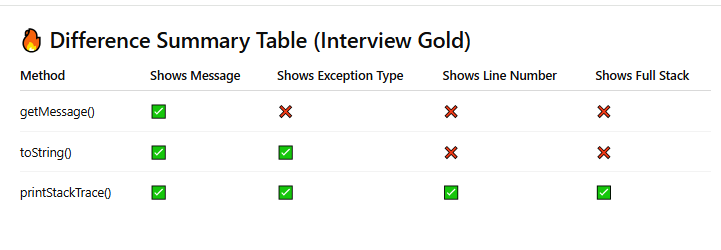 🔥 Difference Summary Table (Interview Gold)
Method Shows Message Shows Exception Type Shows Line Number Shows Full Stack
getMessage() ✅ ❌ ❌ ❌
toString() ✅ ✅ ❌ ❌
printStackTrace() ✅ ✅ ✅ ✅